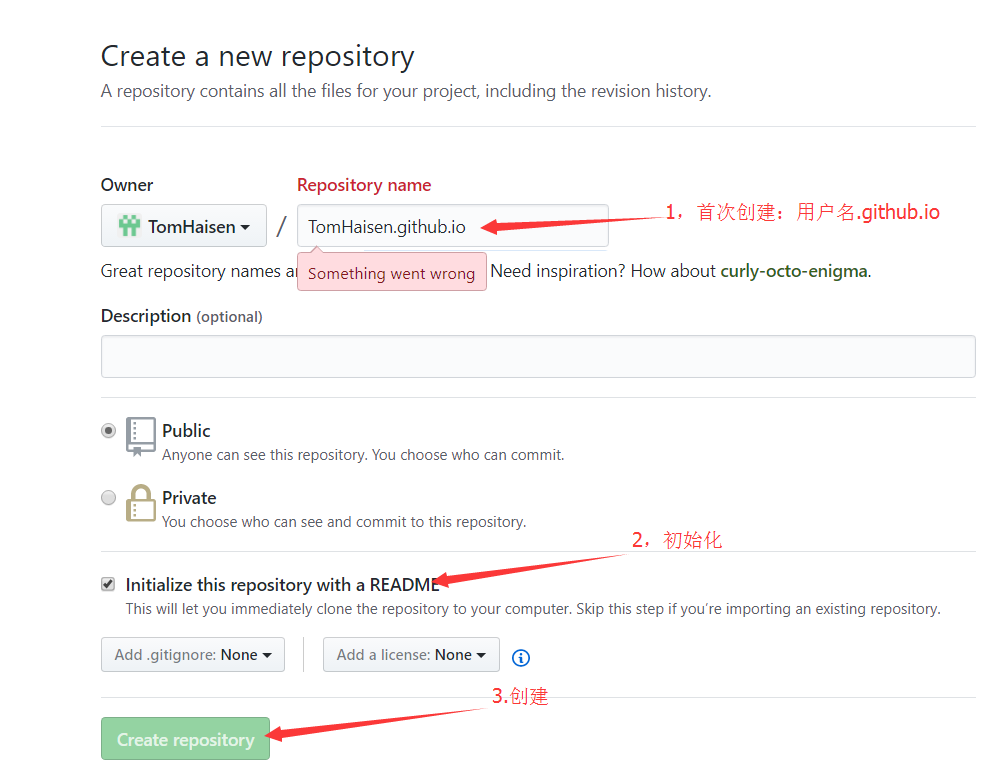 Create a new repository
A repository contains all the files for your project, including the revision history.
Owner
Repository name
TomHaisen / TomHaisen.github.io
1，首次创建：用户名.github.io
Great repository names Something went wrong Need inspiration? How about curly-octo-enigma.
Description (optional)
Public
Anyone can see this repository. You choose who can commit.
Private
You choose who can see and commit to this repository.
2，初始化
Initialize this repository with a README
This will let you immediately clone the repository to your computer. Skip this step if you’re importing an existing repository.
Add .gitignore: None
Add a license: None
3.创建
Create repository